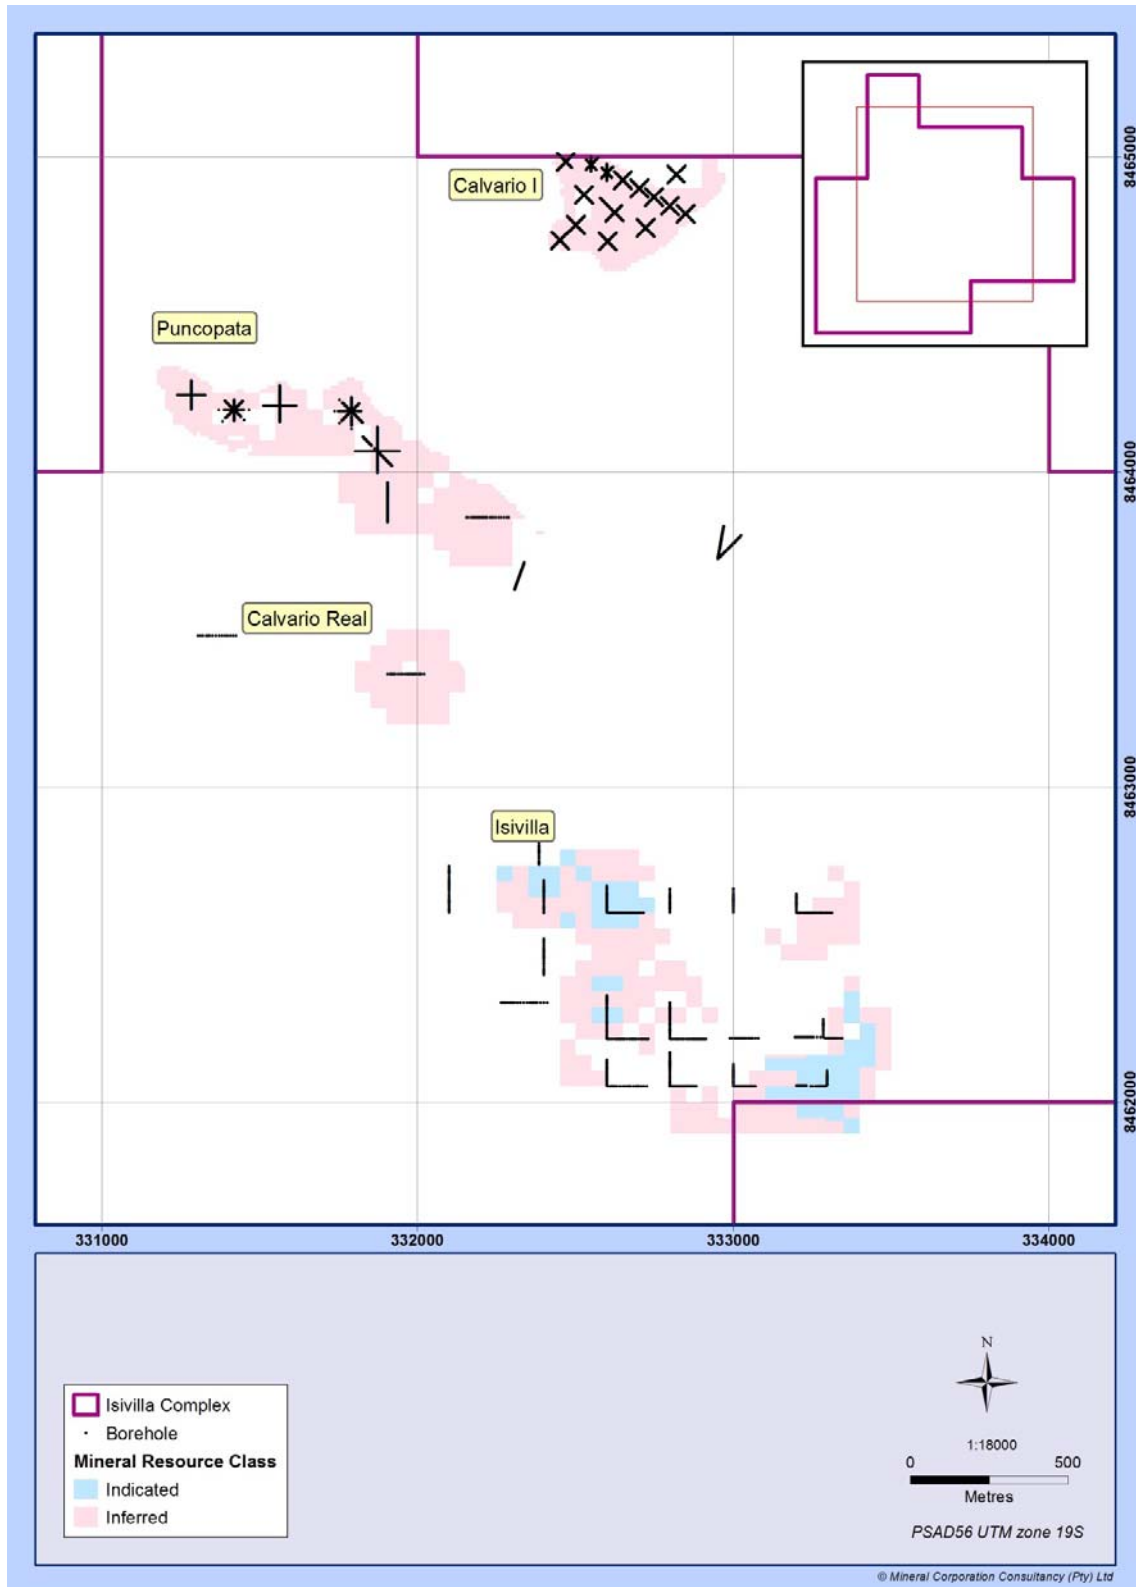 8465000
Calvario I
Puncopata
8464000
Calvario Real
8463000
Isivilla
8462000
331000
332000
333000
334000
N
Isivilla Complex
Borehole
Mineral Resource Class
Indicated
Inferred
1:18000
0
500
Metres
PSAD56 UTM zone 19S
© Mineral Corporation Consultancy (Pty) Ltd